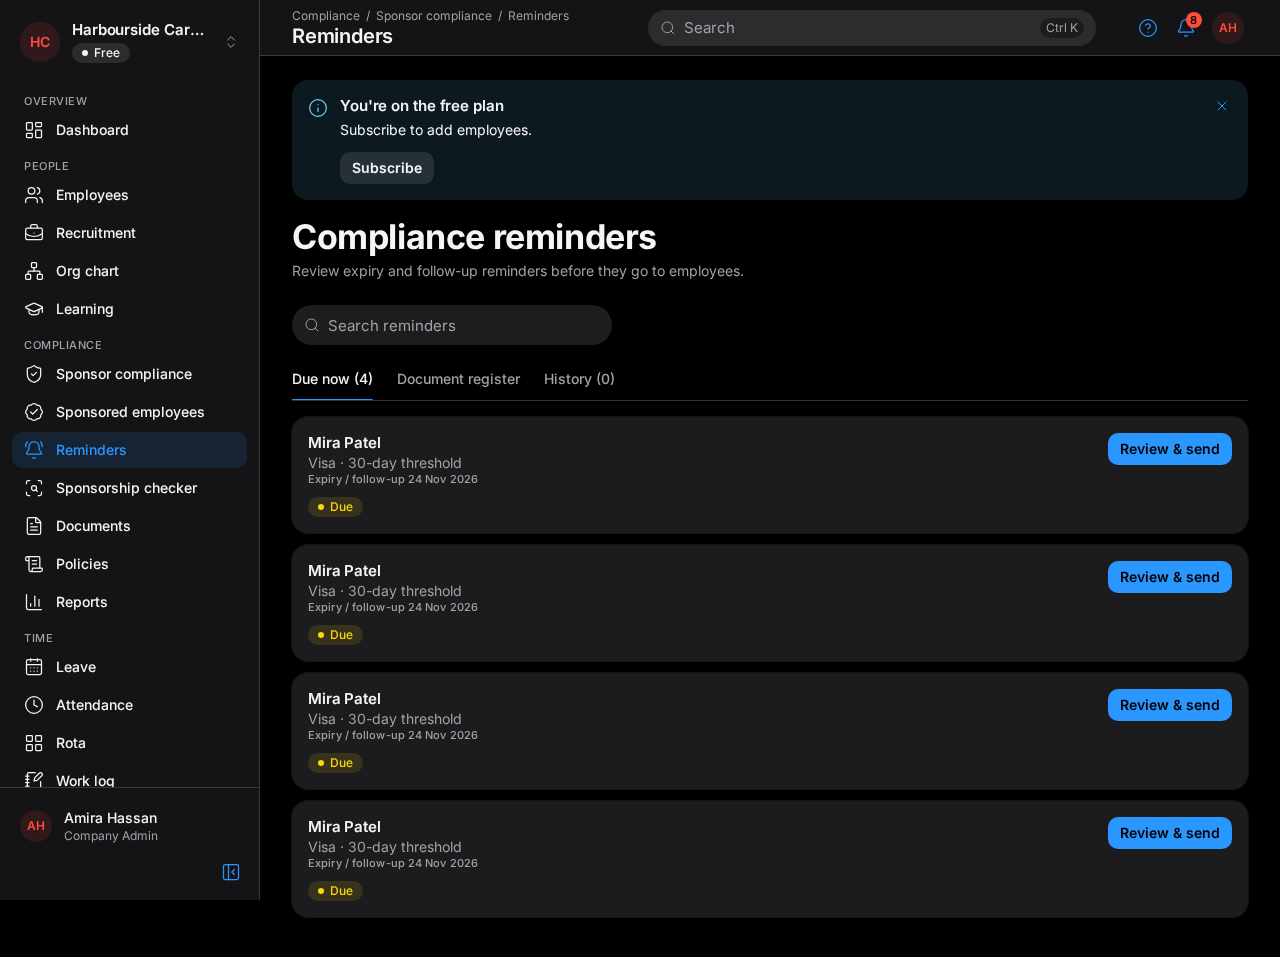 HC
Harbourside Car...
Free
OVERVIEW
Dashboard
PEOPLE
Employees
Recruitment
Org chart
Learning
COMPLIANCE
Sponsor compliance
Sponsored employees
Reminders
Sponsorship checker
Documents
Policies
Reports
TIME
Leave
Attendance
Rota
Work log
AH
Amira Hassan
Company Admin
Compliance / Sponsor compliance / Reminders
Reminders
Search
Ctrl K
8
AH
You're on the free plan
Subscribe to add employees.
Subscribe
Compliance reminders
Review expiry and follow-up reminders before they go to employees.
Search reminders
Due now (4)
Document register
History (0)
Mira Patel
Visa · 30-day threshold
Expiry / follow-up 24 Nov 2026
Due
Review & send
Mira Patel
Visa · 30-day threshold
Expiry / follow-up 24 Nov 2026
Due
Review & send
Mira Patel
Visa · 30-day threshold
Expiry / follow-up 24 Nov 2026
Due
Review & send
Mira Patel
Visa · 30-day threshold
Expiry / follow-up 24 Nov 2026
Due
Review & send